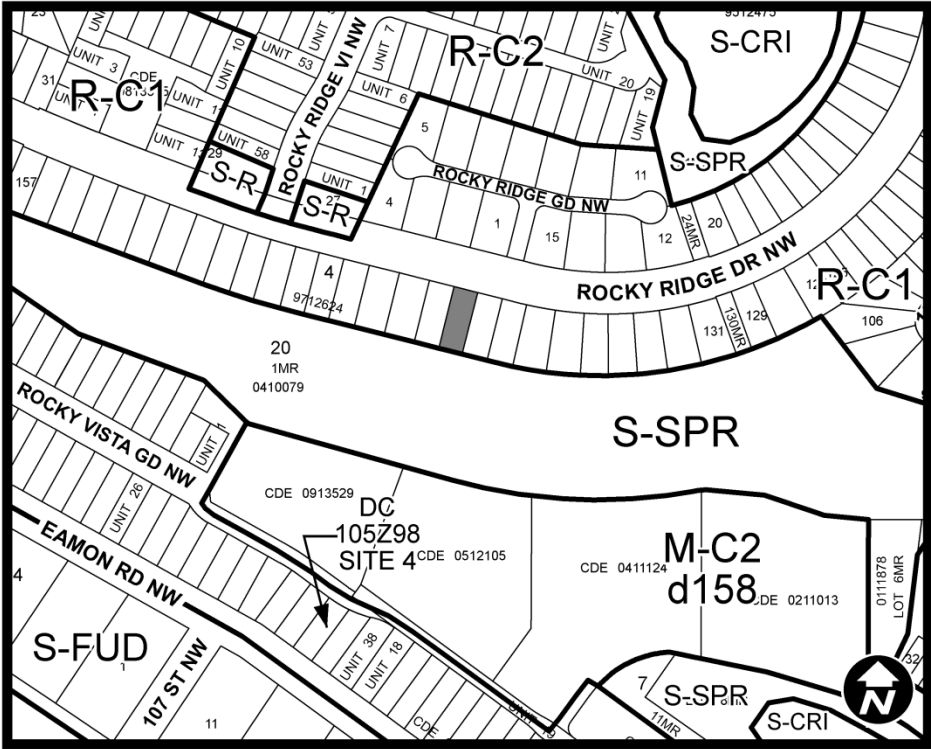 9512475
S-CRI
R-C2
UNIT 10
UNIT 53
UNIT 7
UNIT 3
UNIT 20
UNIT 19
31
CDE
R-C1
UNIT 6
ROCKY RIDGE VI NW
UNIT 58
5
S-SPR
11
ROCKY RIDGE GD NW
157
S-R
29
UNIT 1
27
S-R
4
1
15
12
24MR
20
ROCKY RIDGE DR NW
R-C1
4
9712624
106
131
130MR
129
20
1MR
0410079
S-SPR
ROCKY VISTA GD NW
UNIT 1
UNIT 26
CDE 0913529
DC
105Z98
SITE 4
CDE 0512105
M-C2
d158
CDE 0411124
CDE 0211013
0111878
LOT 6MR
EAMON RD NW
4
S-FUD
1
107 ST NW
UNIT 38
UNIT 18
CDE
11
7
S-SPR
11MR
S-CRI
32
N